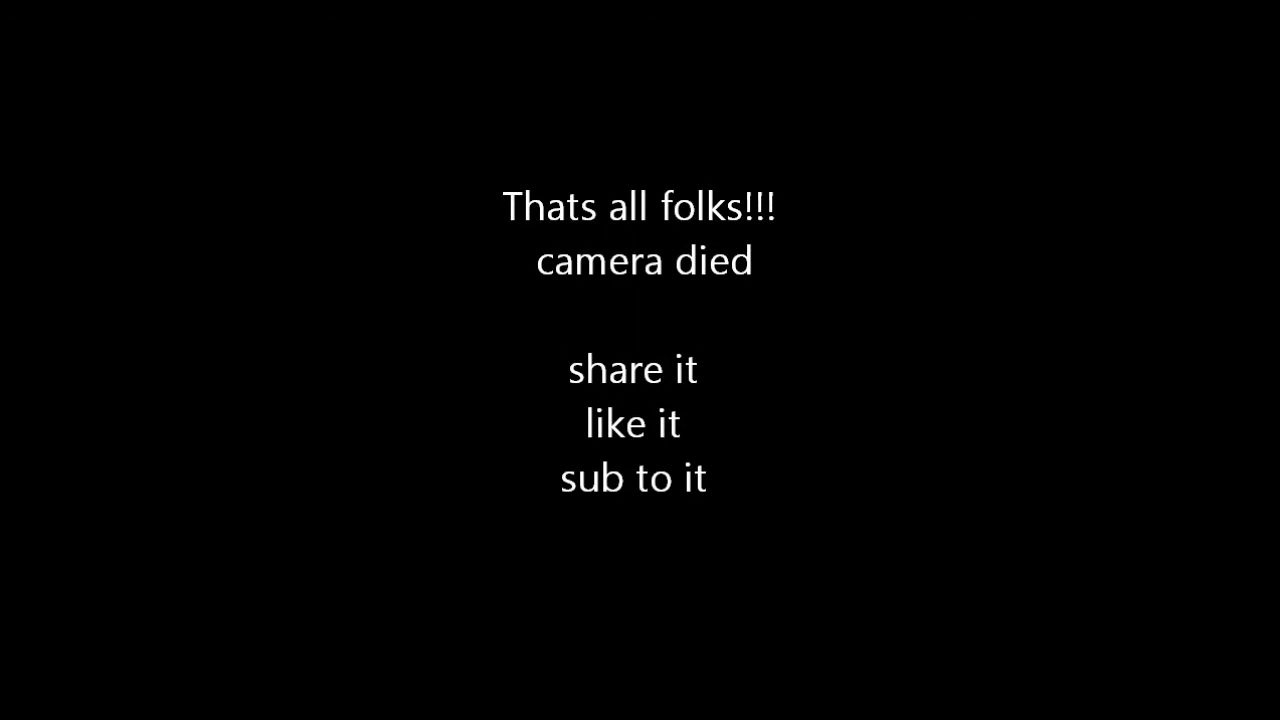 Thats all folks!!!
camera died
share it
like it
sub to it